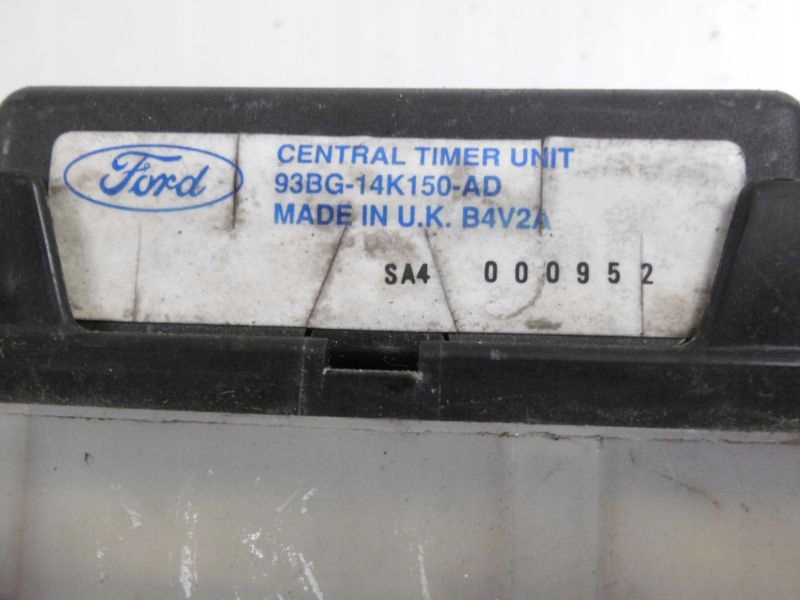 Ford
CENTRAL TIMER UNIT
93BG-14K150-AD
MADE IN U.K. B4V2A
SA4 000952